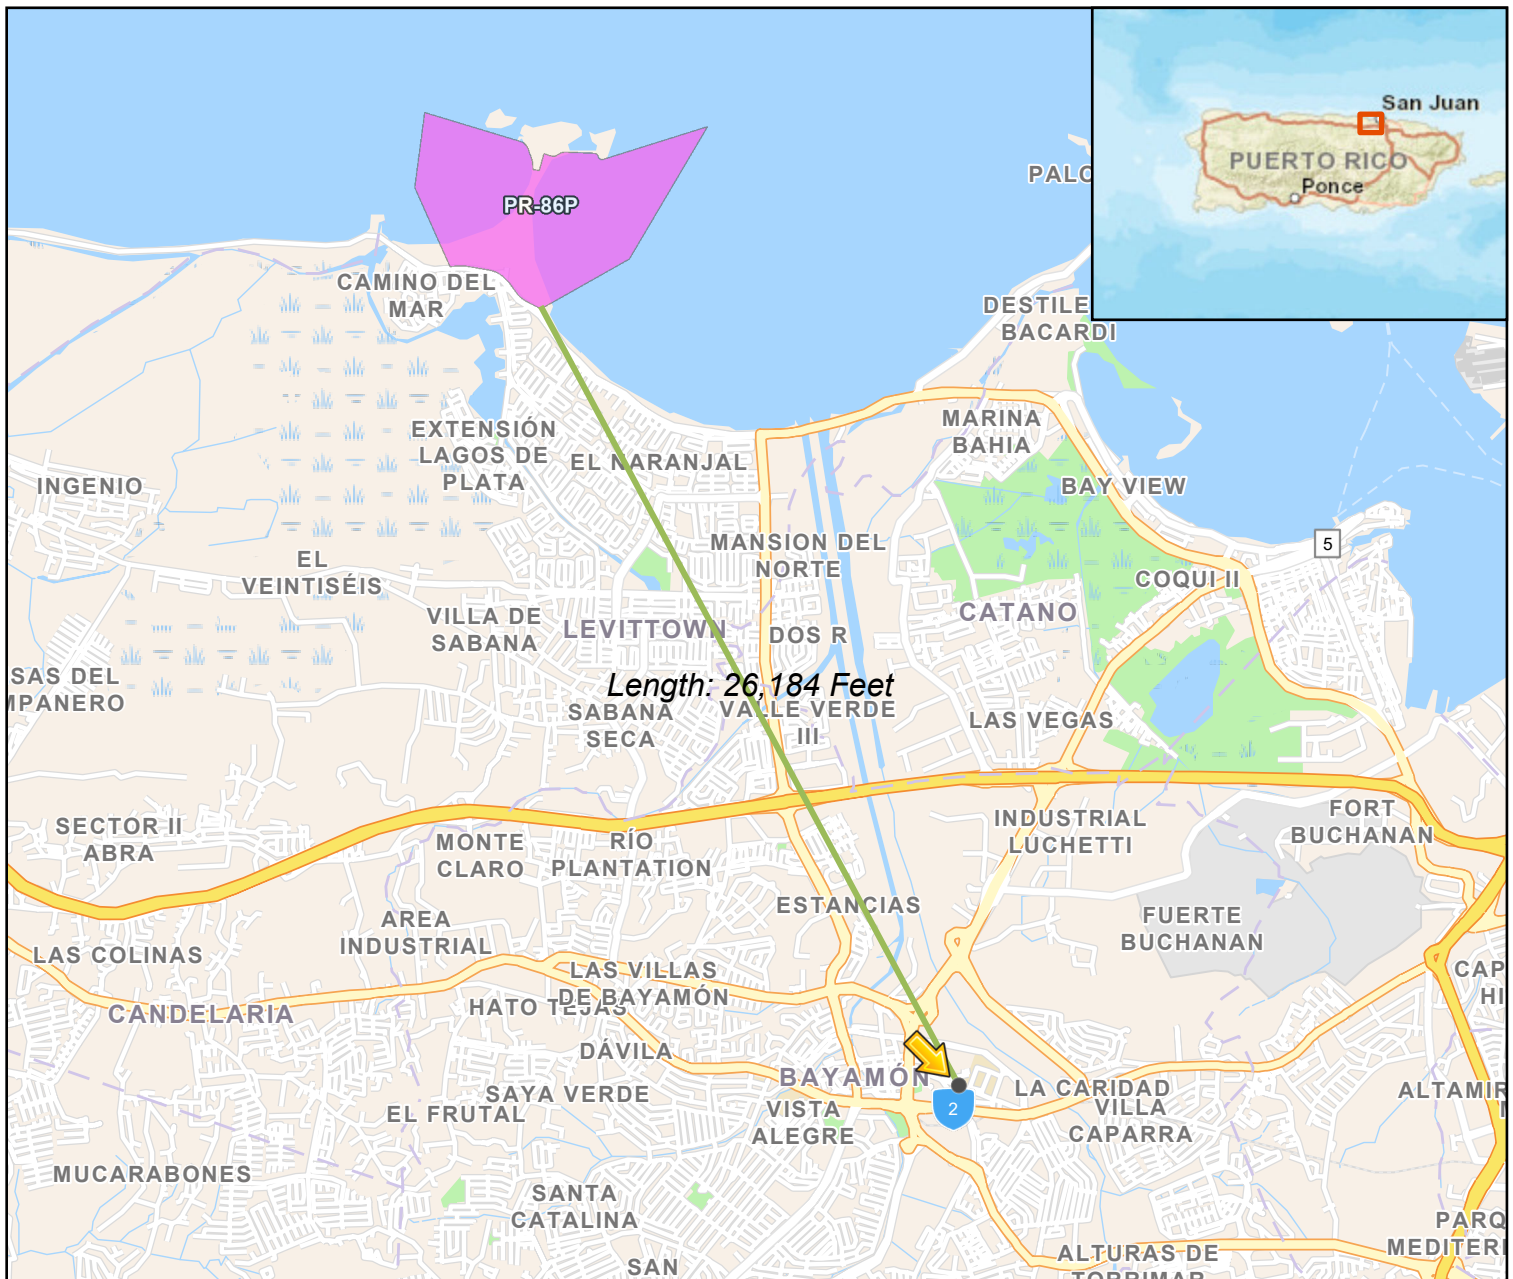 San Juan
PUERTO RICO
Ponce
PR-86P
CAMINO DEL
MAR
DESTILE
BACARDI
EXTENSIÓN
LAGOS DE
PLATA
EL NARANJAL
MARINA
BAHIA
INGENIO
BAY VIEW
5
MANSION DEL
NORTE
EL
VEINTISÉIS
COQUI II
VILLA DE
SABANA
LEVITTOWN
DOS R
CATANO
SAS DEL
MPANERO
Length: 26,184 Feet
SABANA
SECA
VALLE VERDE
III
LAS VEGAS
SECTOR II
ABRA
MONTE
CLARO
RÍO
PLANTATION
INDUSTRIAL
LUCHETTI
FORT
BUCHANAN
AREA
INDUSTRIAL
ESTANCIAS
FUERTE
BUCHANAN
LAS COLINAS
LAS VILLAS
DE BAYAMÓN
CAP
HI
CANDELARIA
HATO TEJAS
DÁVILA
BAYAMÓN
2
LA CARIDAD
SAYA VERDE
EL FRUTAL
VISTA
ALEGRE
VILLA
CAPARRA
ALTAMIR
MUCARABONES
SANTA
CATALINA
PARQ
MEDITER
SAN
ALTURAS DE
TORRIMAR
PALO